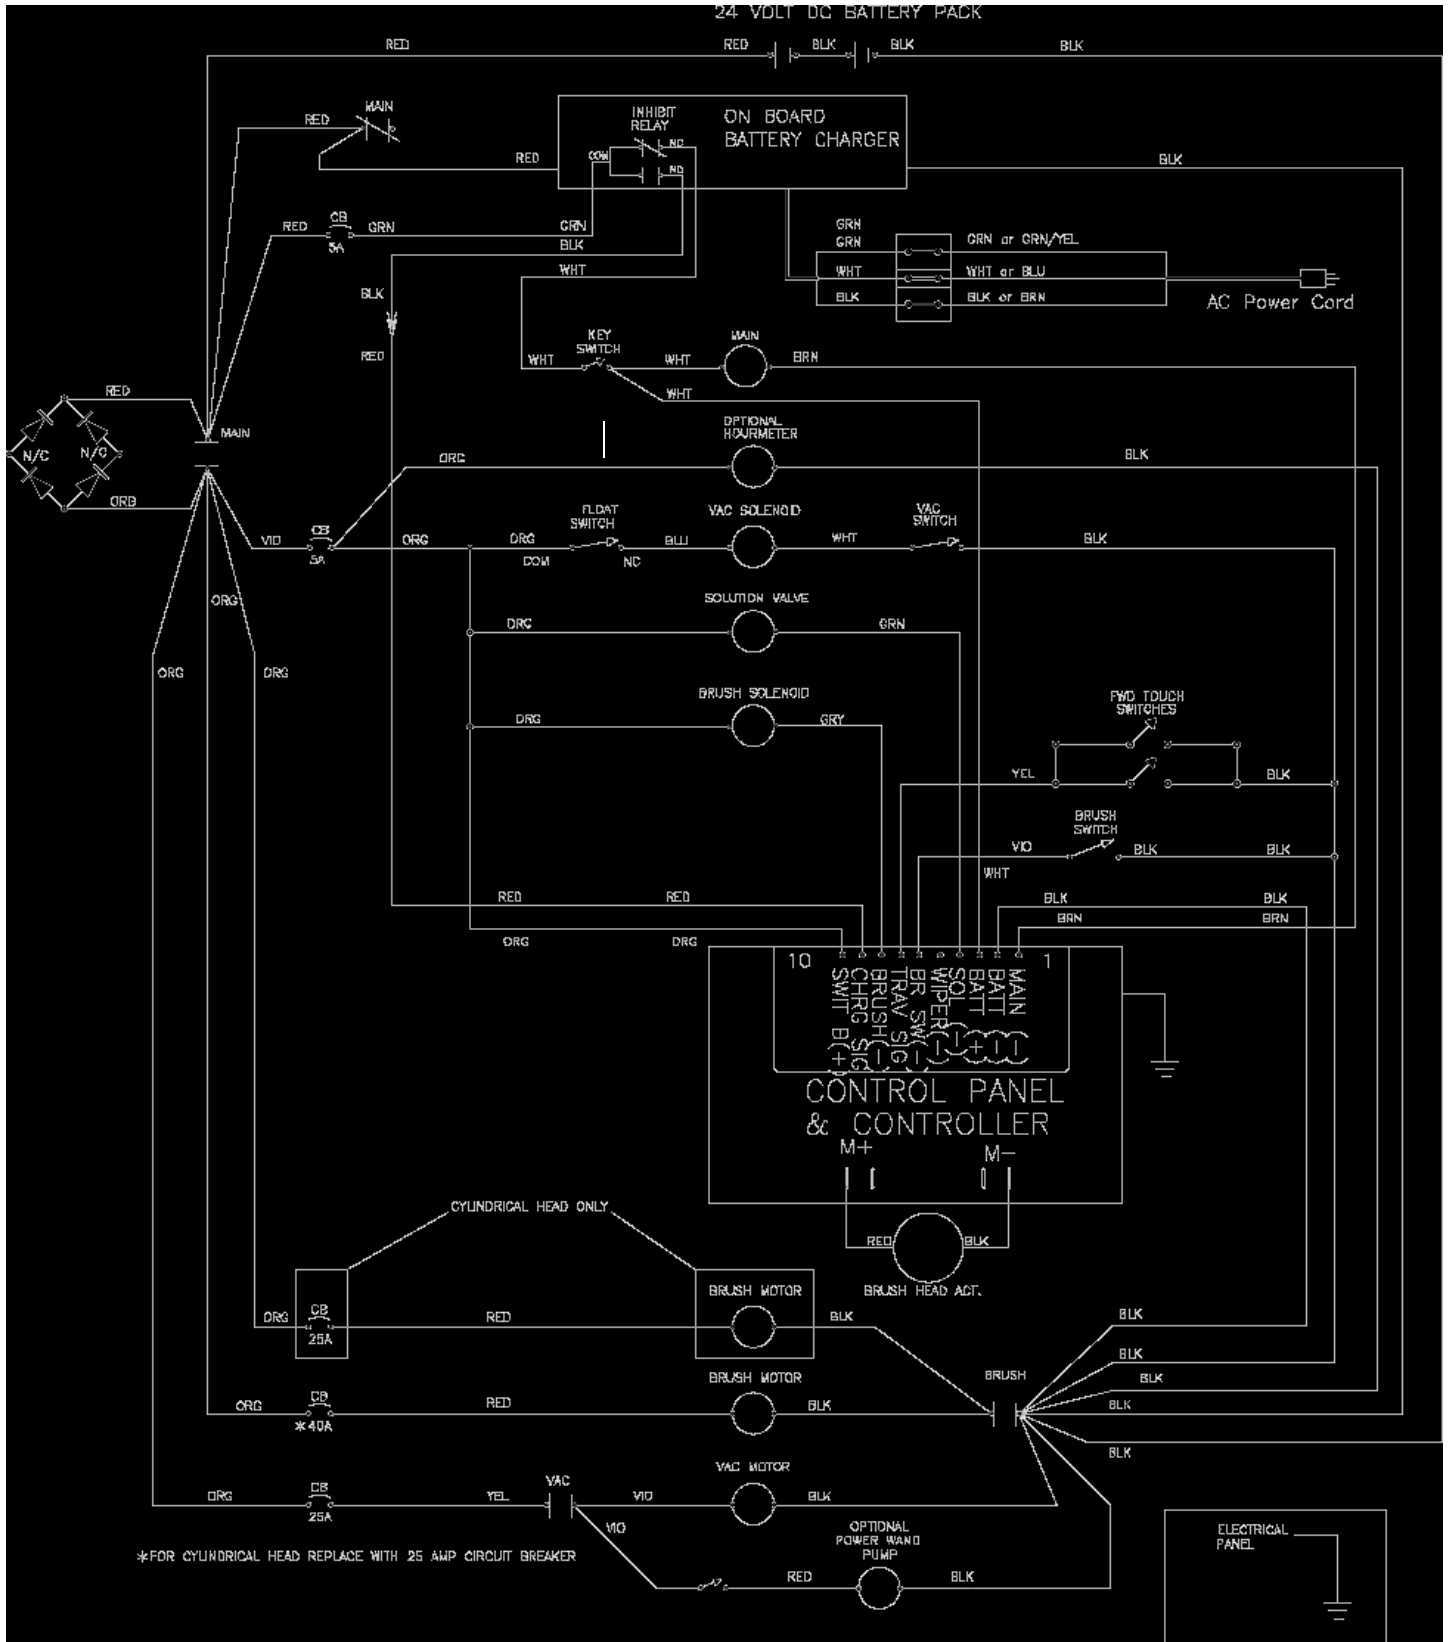 24 VOLT DC BATTERY PACK
RED RED BLK BLK BLK
MAIN
RED
INHIBIT
RELAY
NC
COM
NO
ON BOARD
BATTERY CHARGER
RED
BLK
RED CB GRN
5A
GRN
BLK
WHT
GRN
GRN GRN or GRN/YEL
WHT WHT or BLU
BLK BLK or BRN
AC Power Cord
BLK
RED
KEY
SWITCH
WHT WHT
MAIN
BRN
WHT
RED
MAIN
N/C N/C
ORG
OPTIONAL
HOURMETER
ORG
BLK
VIO CB
5A
ORG
FLOAT
SWITCH
ORG
COM NC
BLU
VAC SOLENOID
WHT
VAC
SWITCH
BLK
ORG
SOLUTION VALVE
ORG GRN
ORG ORG
BRUSH SOLENOID
ORG GRY
FWD TOUCH
SWITCHES
YEL BLK
BRUSH
SWITCH
VIO BLK BLK
WHT
RED RED
BLK BLK
BRN BRN
ORG ORG
10 1
SWIT B(+)
CHRG SIG
BRUSH (-)
TRAV SIG
BR SW(-)
WIPER(-)
SOL (-)
BATT (+)
BATT (-)
MAIN (-)
CONTROL PANEL
& CONTROLLER
M+ M-
RED BLK
BRUSH HEAD ACT.
CYLINDRICAL HEAD ONLY
ORG CB
25A
RED
BRUSH MOTOR
BLK
BLK
BLK
BLK
BLK
BLK
BRUSH
BRUSH MOTOR
ORG CB
*40A
RED
BLK
VAC MOTOR
ORG CB
25A
YEL
VAC
VIO
BLK
VIO
OPTIONAL
POWER WAND
PUMP
RED BLK
*FOR CYLINDRICAL HEAD REPLACE WITH 25 AMP CIRCUIT BREAKER
ELECTRICAL
PANEL